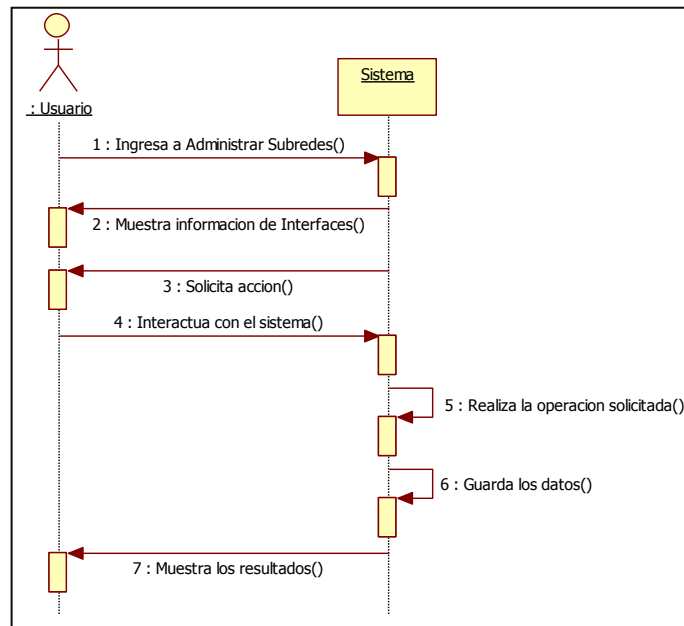 : Usuario
Sistema
1 : Ingresa a Administrar Subredes()
2 : Muestra informacion de Interfaces()
3 : Solicita accion()
4 : Interactua con el sistema()
5 : Realiza la operacion solicitada()
6 : Guarda los datos()
7 : Muestra los resultados()